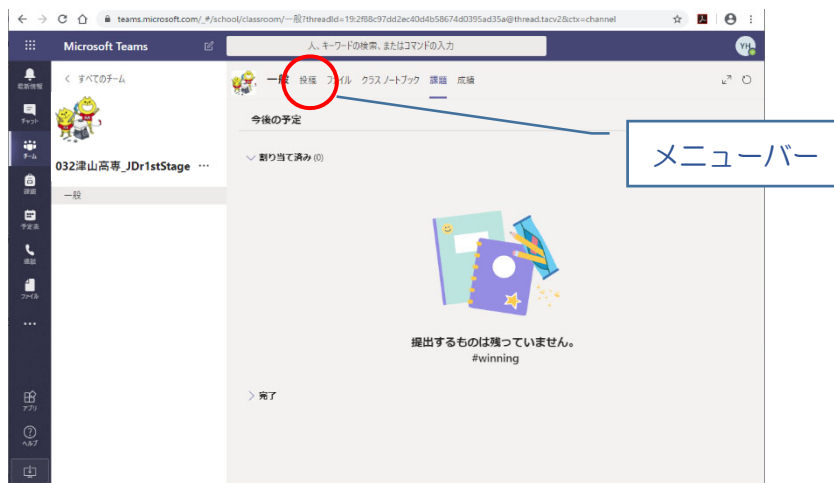 teams.microsoft.com/_#/school/classroom/一般?threadId=19:2f88c97dd2ec40d4b58674d0395ad35a@thread.tacv2&ctx=channel
Microsoft Teams
人、キーワードの検索、またはコマンドの入力
YH
最新情報
チャット
チーム
課題
予定表
通話
ファイル
アプリ
ヘルプ
すべてのチーム
032津山高専_JDr1stStage
一般
一般 投稿 ファイル クラス ノートブック 課題 成績
今後の予定
割り当て済み (0)
メニューバー
提出するものは残っていません。
#winning
完了